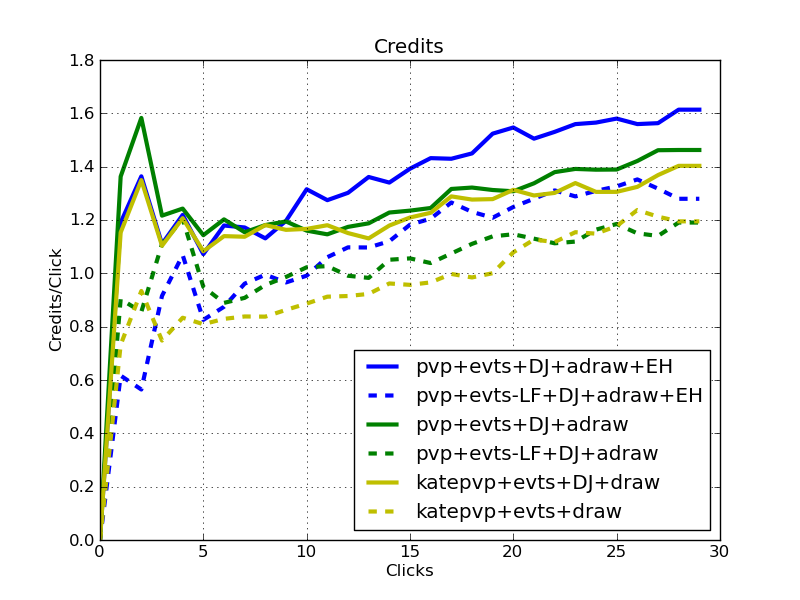 Credits
Credits/Click
1.8
1.6
1.4
1.2
1.0
0.8
0.6
0.4
0.2
0.0
pvp+evts+DJ+adraw+EH
pvp+evts-LF+DJ+adraw+EH
pvp+evts+DJ+adraw
pvp+evts-LF+DJ+adraw
katepvp+evts+DJ+draw
katepvp+evts+draw
0 5 10 15 20 25 30
Clicks